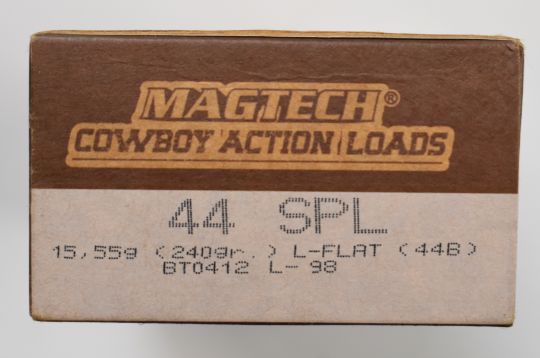 MAGTECH®
COWBOY ACTION LOADS
44 SPL
15,55g (240gr.) L-FLAT (44B)
BT0412 L-98